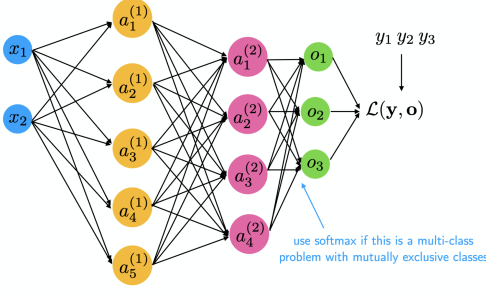 x₁
x₂
a₁⁽¹⁾
a₂⁽¹⁾
a₃⁽¹⁾
a₄⁽¹⁾
a₅⁽¹⁾
a₁⁽²⁾
a₂⁽²⁾
a₃⁽²⁾
a₄⁽²⁾
o₁
o₂
o₃
y₁ y₂ y₃
ℒ(𝐲, 𝐨)
use softmax if this is a multi-class
problem with mutually exclusive classes